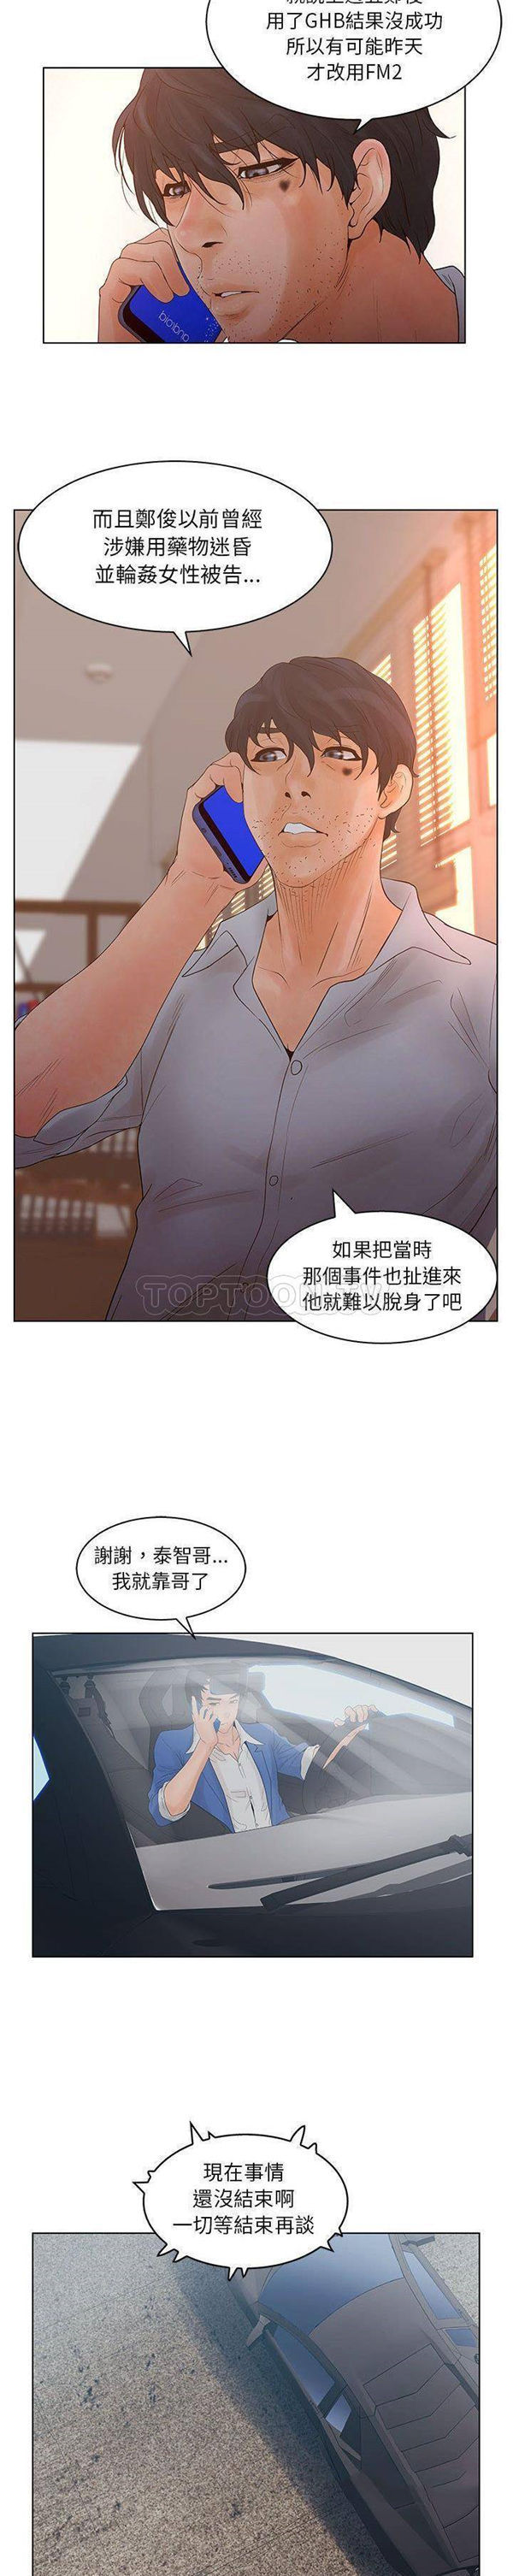 用了GHB結果沒成功
所以有可能昨天
才改用FM2
而且鄭俊以前曾經
涉嫌用藥物迷昏
並輪姦女性被告...
如果把當時
那個事件也扯進來
他就難以脫身了吧
TOPTOON.TV
謝謝，泰智哥...
我就靠哥了
現在事情
還沒結束啊
一切等結束再談